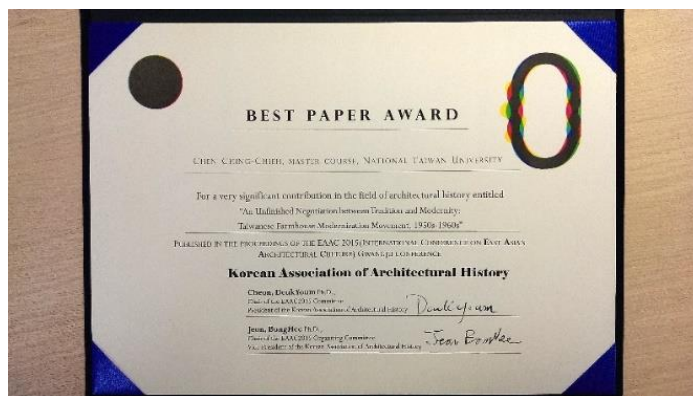 BEST PAPER AWARD
CHEN CHING-CHIEH, MASTER COURSE, NATIONAL TAIWAN UNIVERSITY
For a very significant contribution in the field of architectural history entitled
"An Unfinished Negotiation between Tradition and Modernity:
Taiwanese Farmhouse Modernization Movement, 1950s-1960s"
PUBLISHED IN THE PROCEEDINGS OF THE EAAC 2015(INTERNATIONAL CONFERENCE ON EAST ASIAN
ARCHITECTURAL CULTURE) GWANGJU CONFERENCE
Korean Association of Architectural History
Cheon, DeukYoum Ph.D.,
Chair of the EAAC2015 Committee
President of the Korean Association of Architectural History
Jeon, BongHee Ph.D.,
Chair of the EAAC2015 Organizing Committee
Vice President of the Korean Association of Architectural History